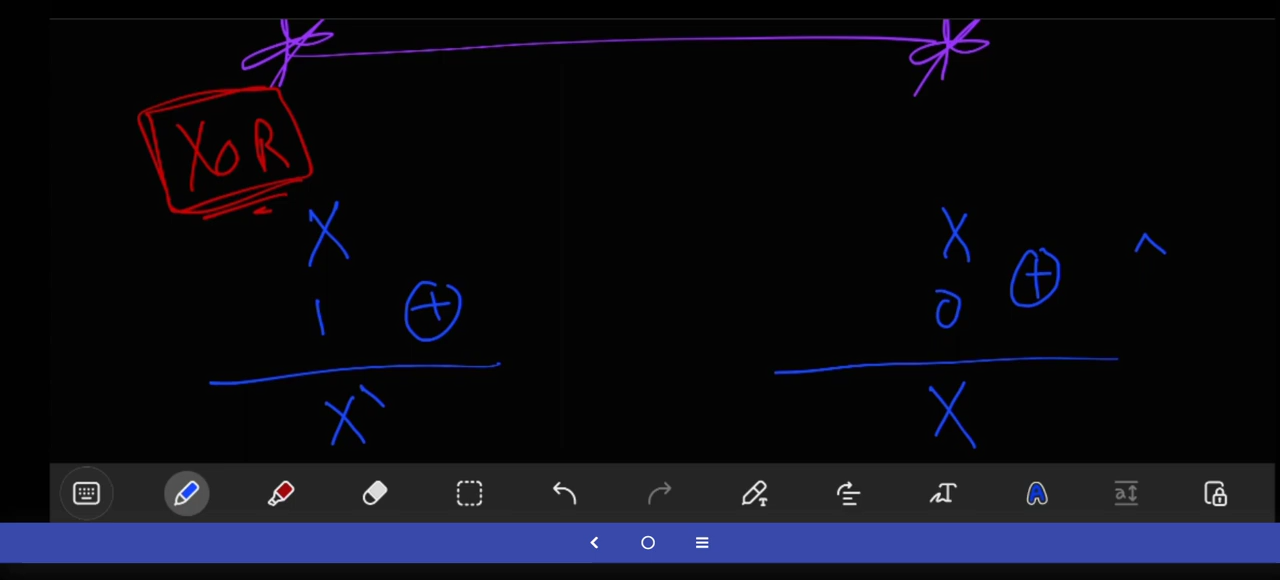 XOR
X X ^
1 ⊕ 0 ⊕
X' X